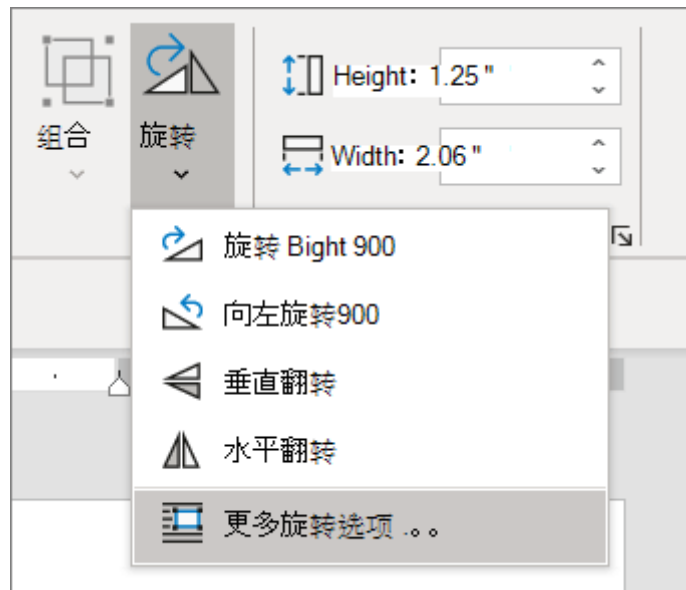 组合
旋转
Height: 1.25"
Width: 2.06"
旋转 Bight 900
向左旋转900
垂直翻转
水平翻转
更多旋转选项 .。。